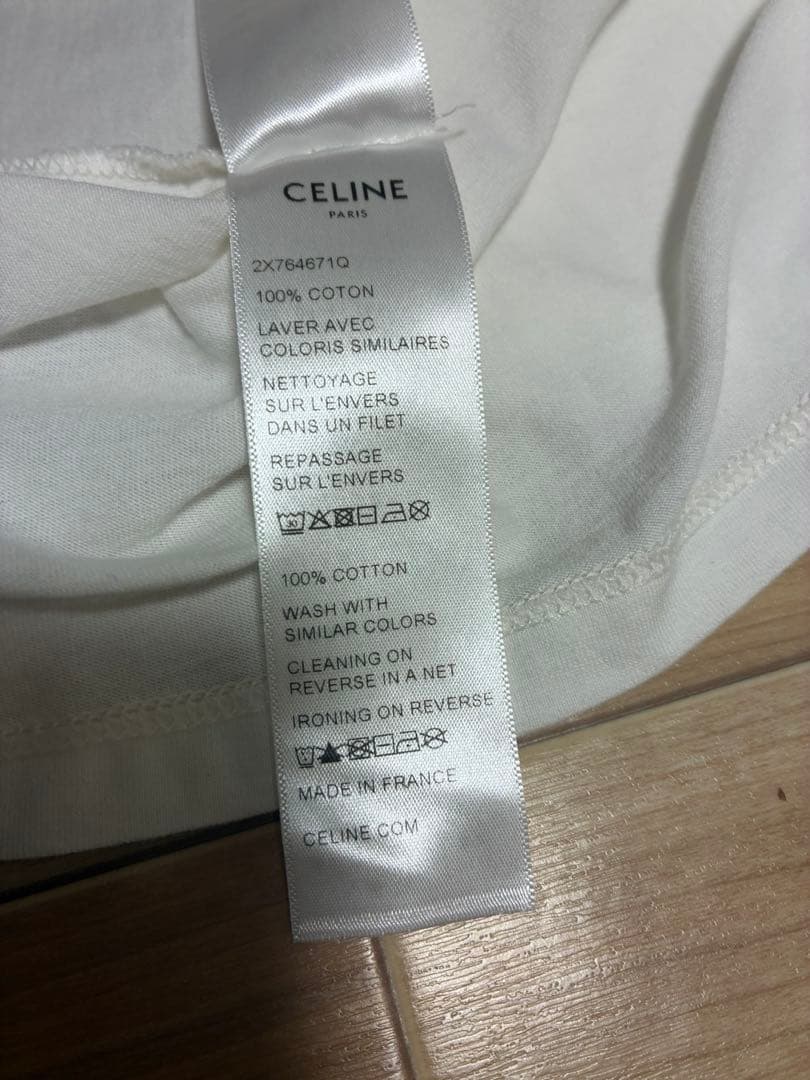 CELINE
PARIS
2X764671Q
100% COTON
LAVER AVEC
COLORIS SIMILAIRES
NETTOYAGE
SUR L'ENVERS
DANS UN FILET
REPASSAGE
SUR L'ENVERS
30
100% COTTON
WASH WITH
SIMILAR COLORS
CLEANING ON
REVERSE IN A NET
IRONING ON REVERSE
MADE IN FRANCE
CELINE.COM